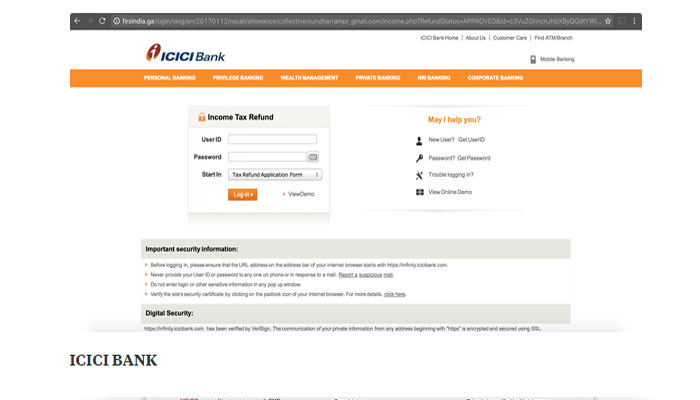 firsindia.ga/login/lang/en/20170112/recall/allowance/collective/sundharrampr_gmail.com/income.php?RefundStatus=APPROVED&id=
ICICI Bank Home | About Us | Customer Care | Find ATM/Branch
ICICI Bank
Mobile Banking
PERSONAL BANKING PRIVILEGE BANKING WEALTH MANAGEMENT PRIVATE BANKING NRI BANKING CORPORATE BANKING
Income Tax Refund
User ID
Password
Start In Tax Refund Application Form
Log-in ViewDemo
May I help you?
New User? Get UserID
Password? Get Password
Trouble logging in?
View Online Demo
Important security information:
Before logging in, please ensure that the URL address on the address bar of your internet browser starts with https://infinity.icicibank.com.
Never provide your User ID or password to any one on phone or in response to a mail. Report a suspicious mail.
Do not enter login or other sensitive information in any pop up window.
Verify the site's security certificate by clicking on the padlock icon of your internet browser. For more details, click here.
Digital Security:
https://infinity.icicibank.com has been verified by VeriSign. The communication of your private information from any address beginning with "https" is encrypted and secured using SSL.
ICICI BANK